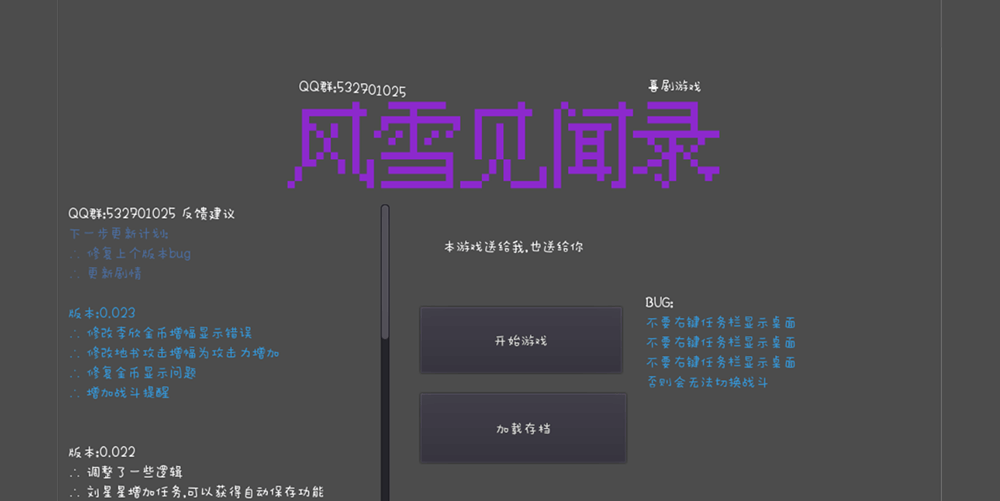 QQ群:532701025
喜剧游戏
风雪见闻录
QQ群:532701025 反馈建议
下一步更新计划:
∴ 修复上个版本bug
∴ 更新剧情
版本:0.023
∴ 修改李欣金币增幅显示错误
∴ 修改地书攻击增幅为攻击力增加
∴ 修复金币显示问题
∴ 增加战斗提醒
版本:0.022
∴ 调整了一些逻辑
∴ 刘星星增加任务,可以获得自动保存功能
本游戏送给我,也送给你
开始游戏
加载存档
BUG:
不要右键任务栏显示桌面
不要右键任务栏显示桌面
不要右键任务栏显示桌面
否则会无法切换战斗